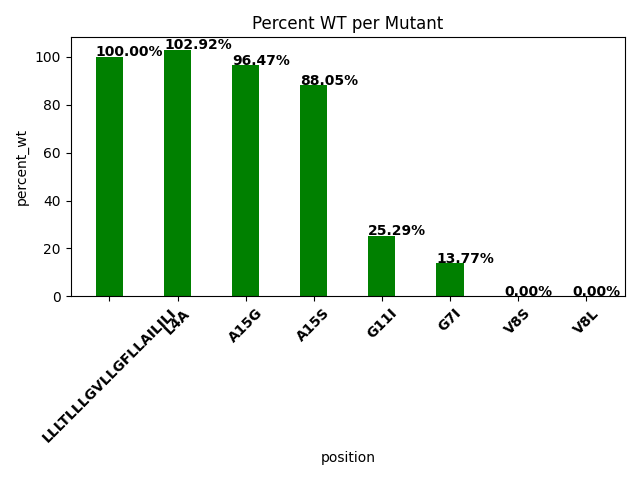 Percent WT per Mutant
percent_wt
100
80
60
40
20
0
100.00%
102.92%
96.47%
88.05%
25.29%
13.77%
0.00%
0.00%
LLLTLLLGVLLGFLLAILILI
L4A
A15G
A15S
G11I
G7I
V8S
V8L
position